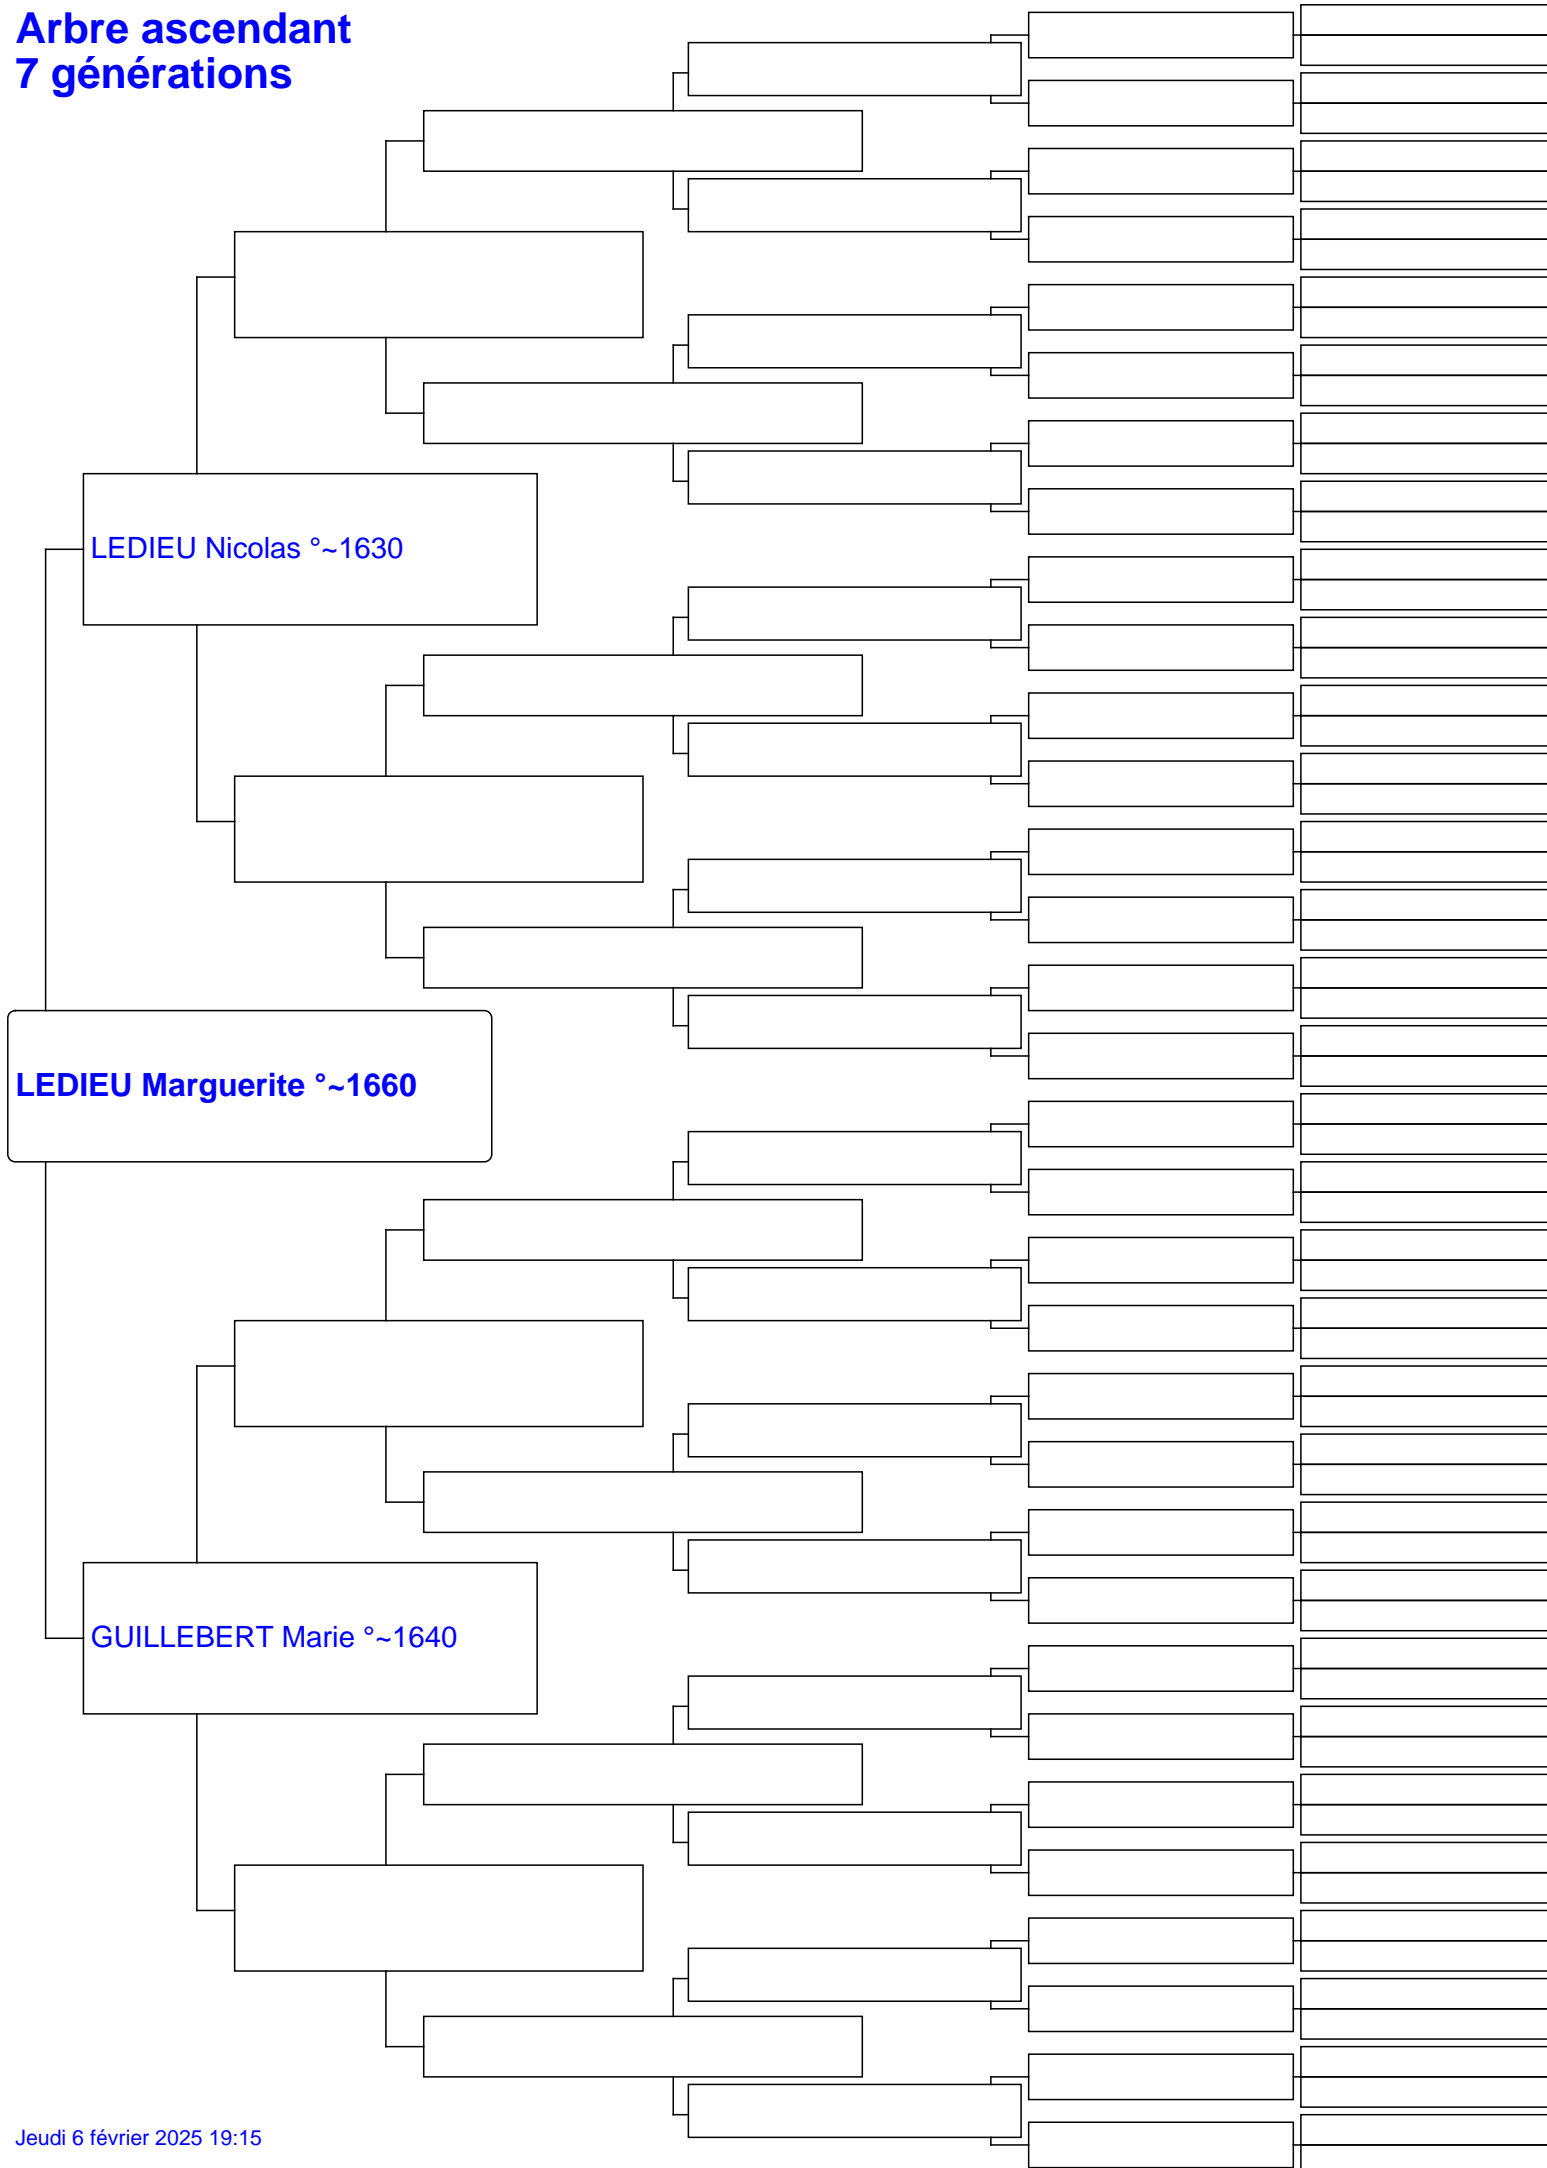 Arbre ascendant
7 générations
LEDIEU Nicolas °~1630
LEDIEU Marguerite °~1660
GUILLEBERT Marie °~1640
Jeudi 6 février 2025 19:15